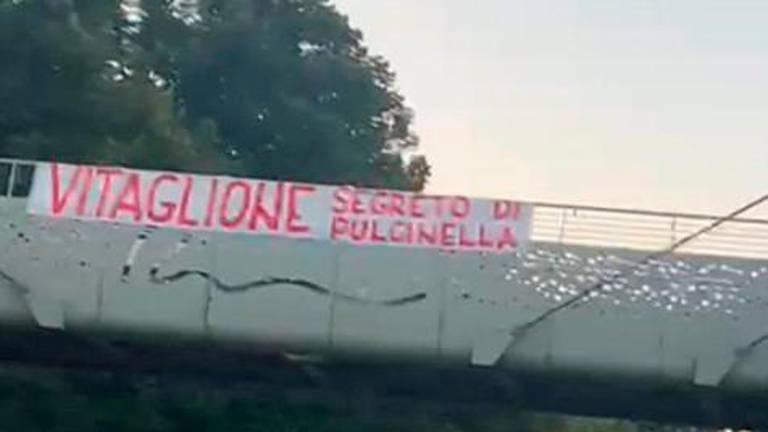 VITAGLIONE
SEGRETO DI
PULCINELLA